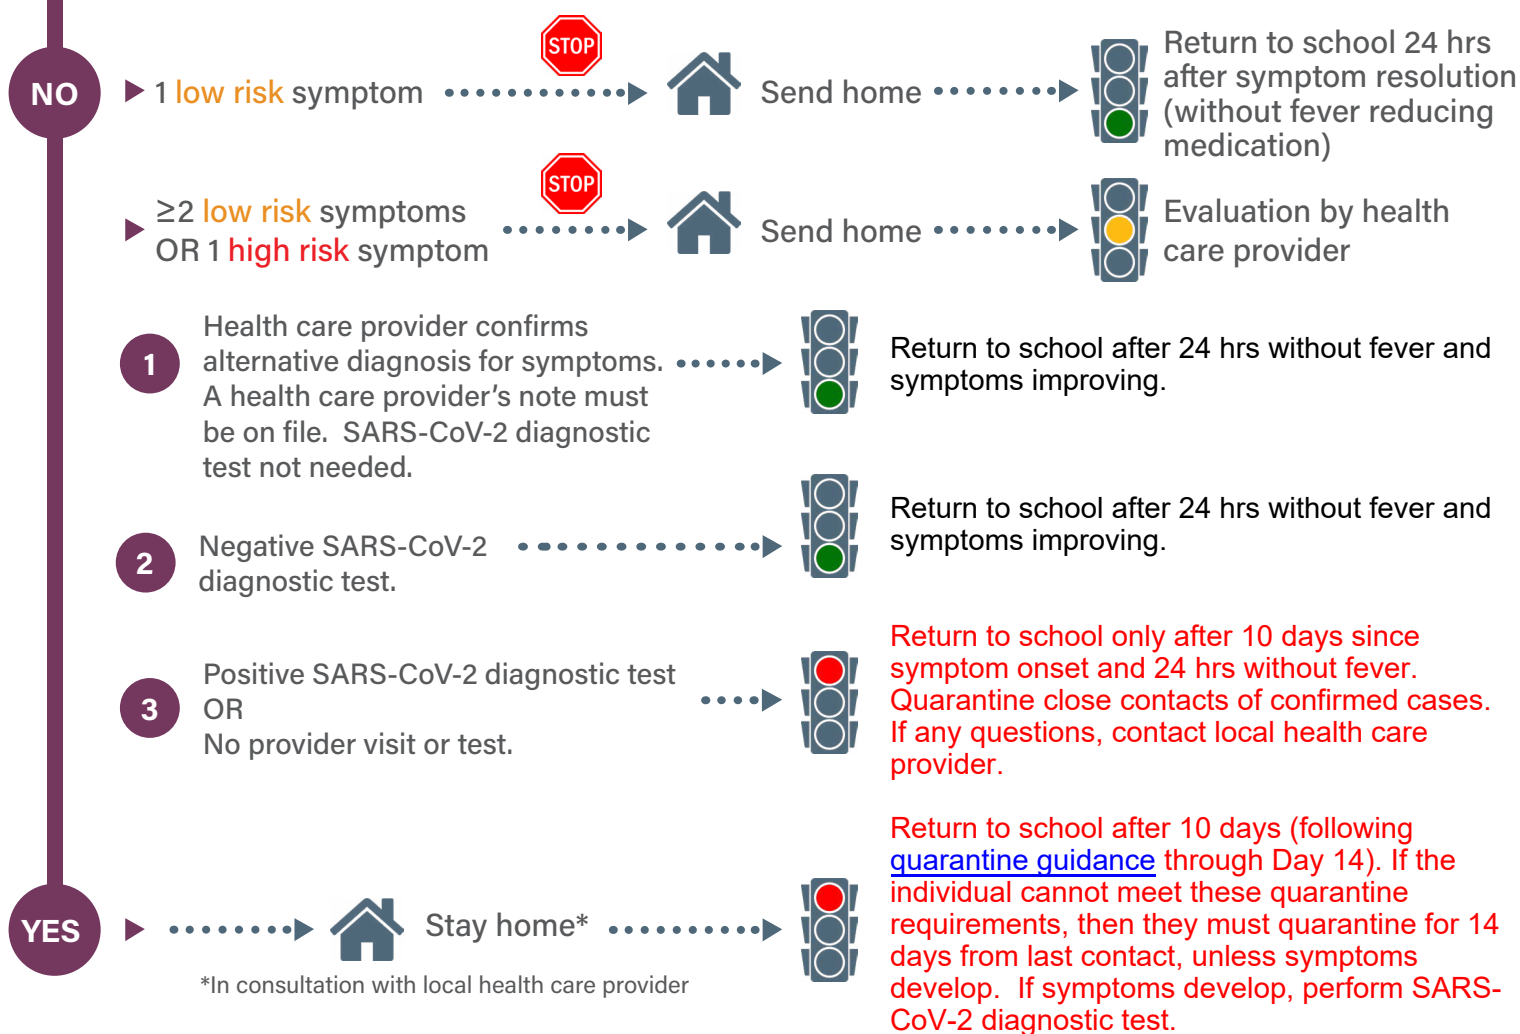 NO
1 low risk symptom
STOP
Send home
Return to school 24 hrs
after symptom resolution
(without fever reducing
medication)
≥2 low risk symptoms
OR 1 high risk symptom
STOP
Send home
Evaluation by health
care provider
1
Health care provider confirms
alternative diagnosis for symptoms.
A health care provider’s note must
be on file.  SARS-CoV-2 diagnostic
test not needed.
Return to school after 24 hrs without fever and
symptoms improving.
2
Negative SARS-CoV-2
diagnostic test.
Return to school after 24 hrs without fever and
symptoms improving.
3
Positive SARS-CoV-2 diagnostic test
OR
No provider visit or test.
Return to school only after 10 days since
symptom onset and 24 hrs without fever.
Quarantine close contacts of confirmed cases.
If any questions, contact local health care
provider.
YES
Stay home*
*In consultation with local health care provider
Return to school after 10 days (following
quarantine guidance through Day 14). If the
individual cannot meet these quarantine
requirements, then they must quarantine for 14
days from last contact, unless symptoms
develop.  If symptoms develop, perform SARS-
CoV-2 diagnostic test.